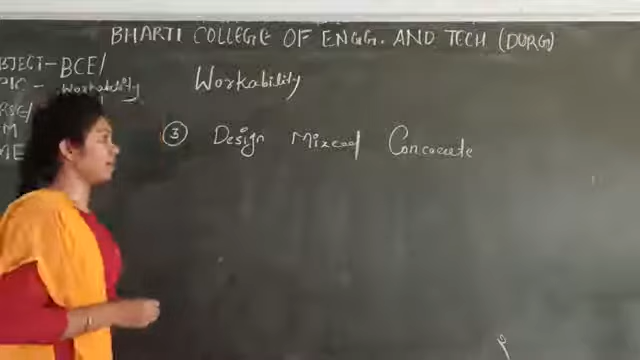 BHARTI COLLEGE OF ENGG. AND TECH (DURG)
BJECT-BCE/
PIC - Workability
Workability
③ Design Mixed Concrete